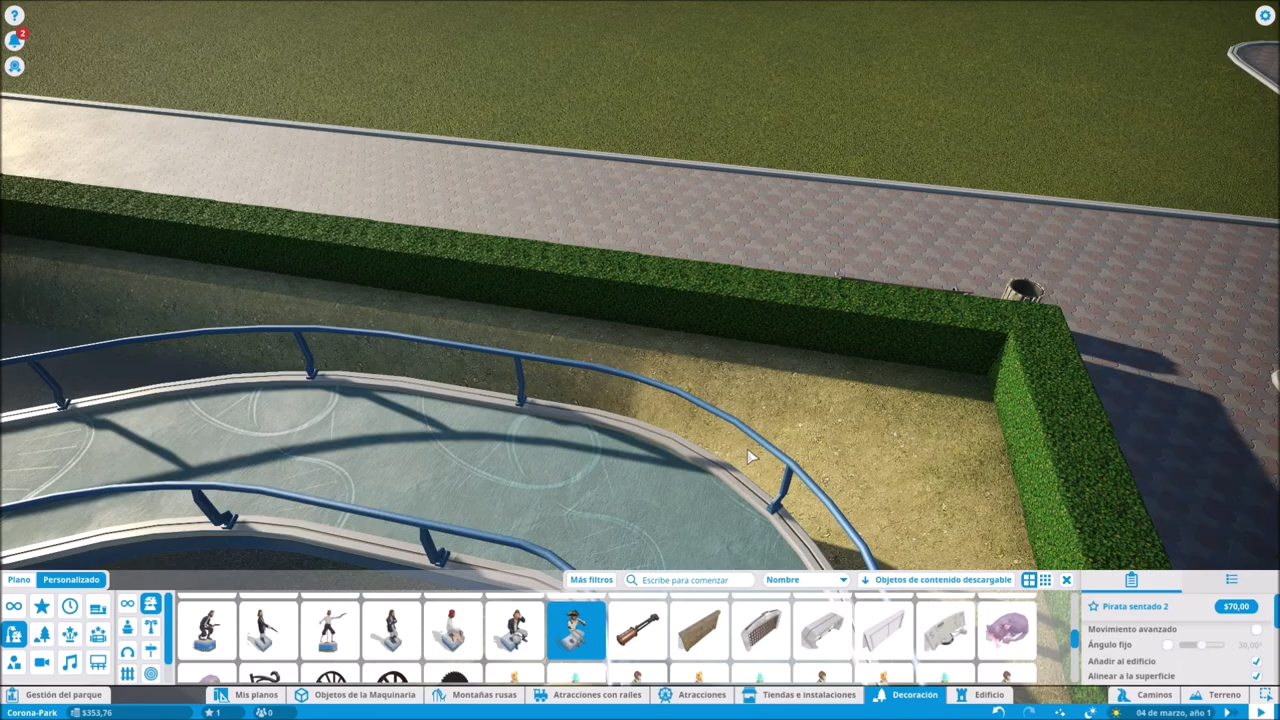 ?
2
Plano Personalizado
Más filtros
Escribe para comenzar
Nombre
Objetos de contenido descargable
Pirata sentado 2
$70,00
Movimiento avanzado
Ángulo fijo
30,00°
Añadir al edificio
Alinear a la superficie
Gestión del parque
Mis planos
Objetos de la Maquinaria
Montañas rusas
Atracciones con raíles
Atracciones
Tiendas e instalaciones
Decoración
Edificio
Caminos
Terreno
Corona-Park
$353,76
1
0
04 de marzo, año 1